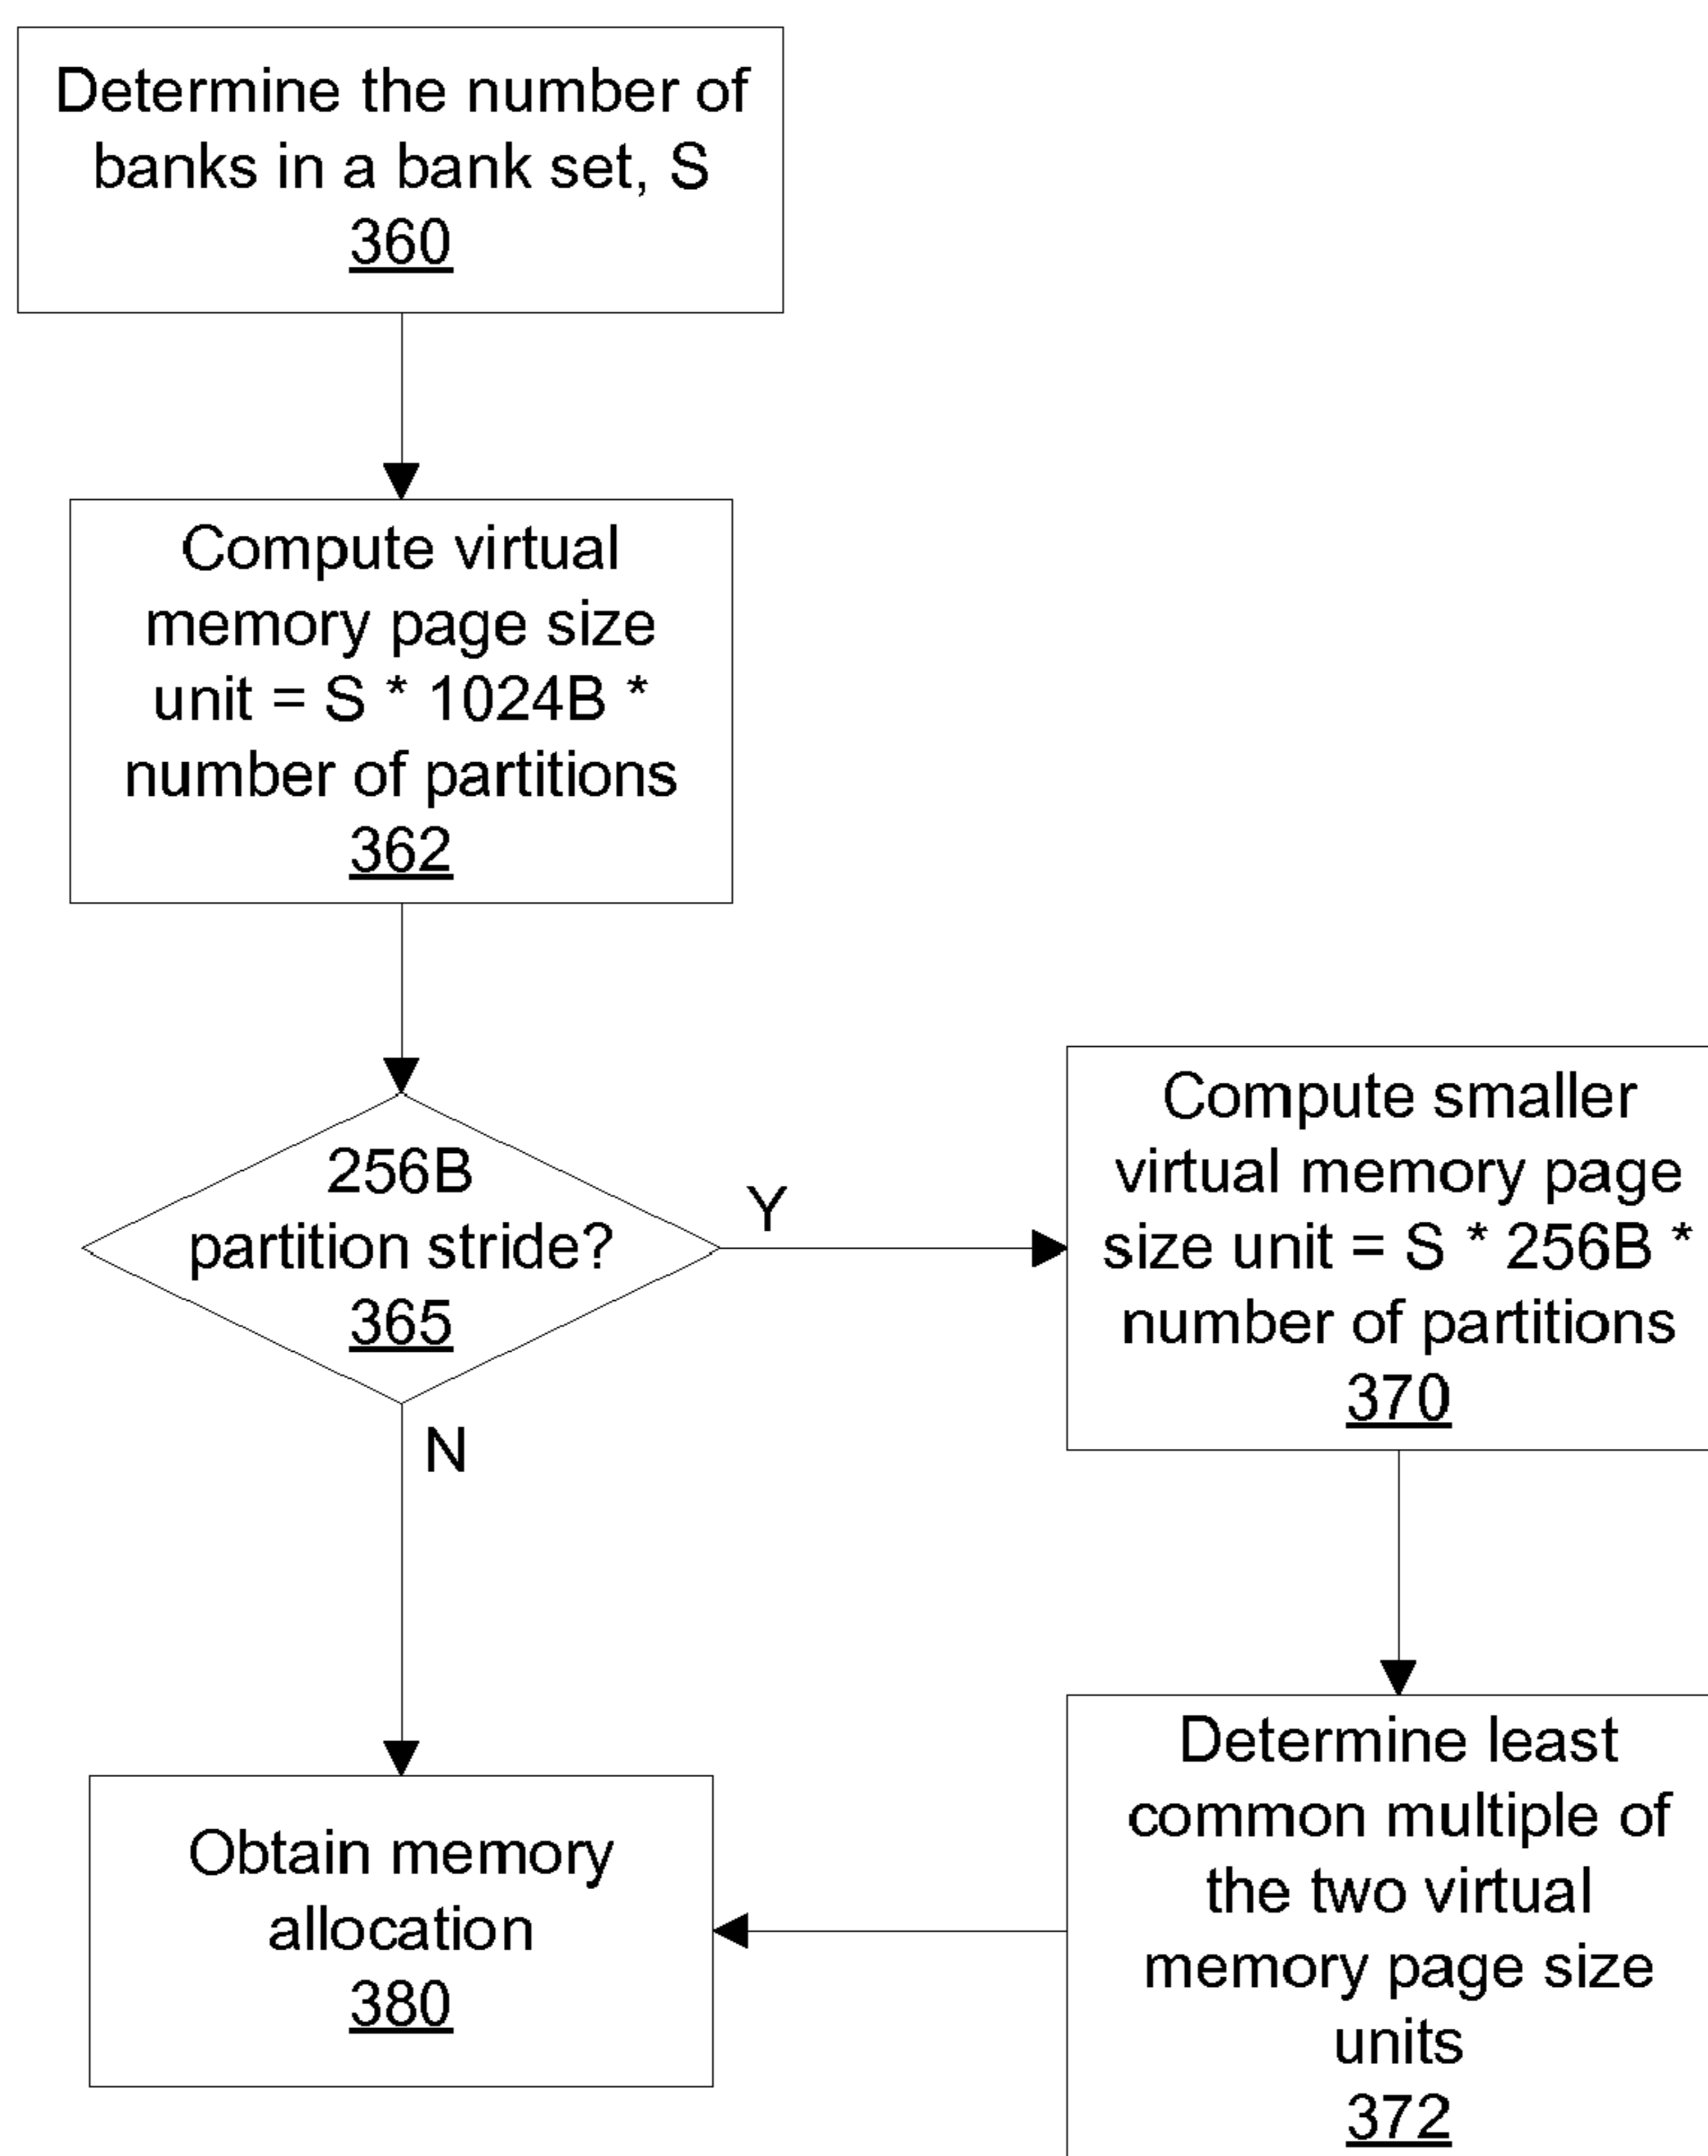 Determine the number of
banks in a bank set, S
360
Compute virtual
memory page size
unit = S * 1024B *
number of partitions
362
256B
partition stride?
365
Y
N
Compute smaller
virtual memory page
size unit = S * 256B *
number of partitions
370
Determine least
common multiple of
the two virtual
memory page size
units
372
Obtain memory
allocation
380